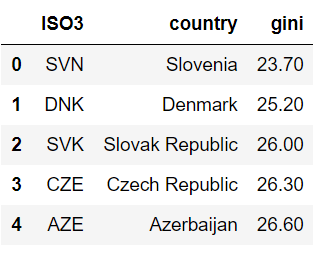 ISO3 country gini
0 SVN Slovenia 23.70
1 DNK Denmark 25.20
2 SVK Slovak Republic 26.00
3 CZE Czech Republic 26.30
4 AZE Azerbaijan 26.60